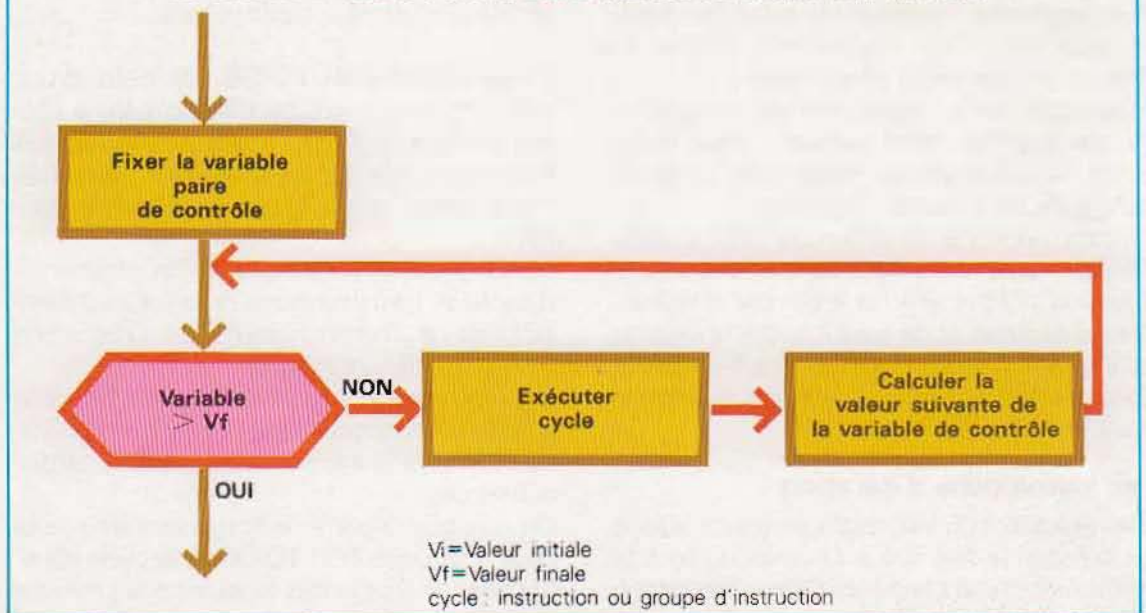 Fixer la variable
paire
de contrôle
Variable
> Vf
NON
Exécuter
cycle
Calculer la
valeur suivante de
la variable de contrôle
OUI
Vi=Valeur initiale
Vf=Valeur finale
cycle : instruction ou groupe d'instruction